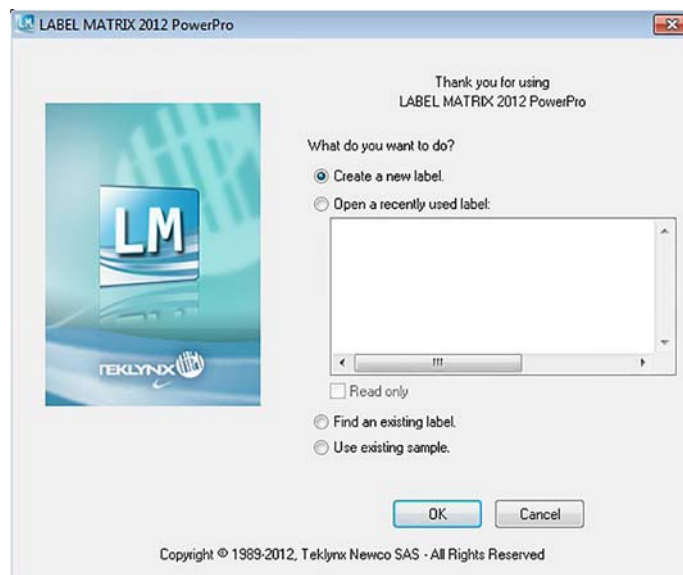 LABEL MATRIX 2012 PowerPro
Thank you for using
LABEL MATRIX 2012 PowerPro
What do you want to do?
Create a new label.
Open a recently used label:
LM
TEKLYNX
Read only
Find an existing label.
Use existing sample.
OK
Cancel
Copyright © 1989-2012, Teklynx Newco SAS - All Rights Reserved